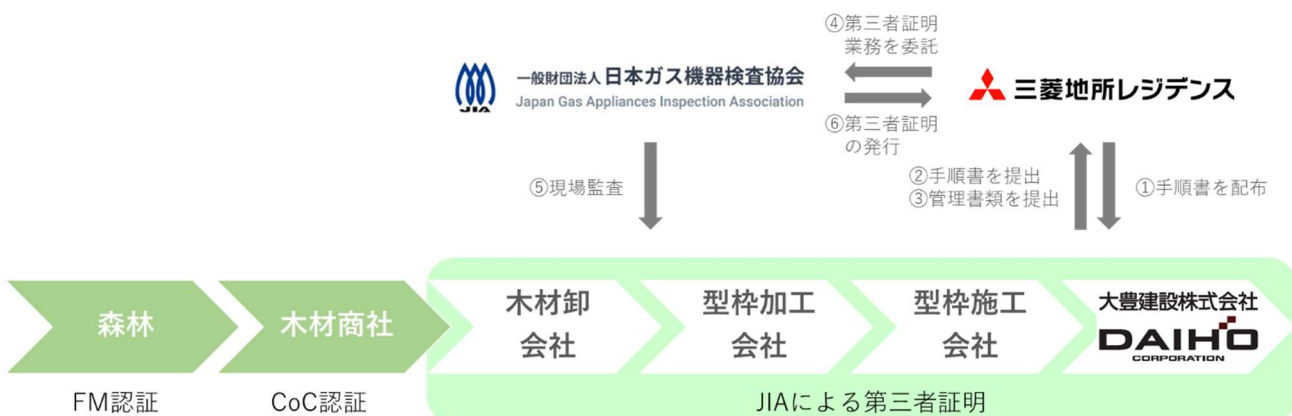 ④第三者証明
業務を委託
一般財団法人 日本ガス機器検査協会
Japan Gas Appliances Inspection Association
JIA
三菱地所レジデンス
⑥第三者証明
の発行
⑤現場監査
②手順書を提出
③管理書類を提出
①手順書を配布
森林
木材商社
木材卸
会社
型枠加工
会社
型枠施工
会社
大豊建設株式会社
DAIHO
CORPORATION
FM認証
CoC認証
JIAによる第三者証明